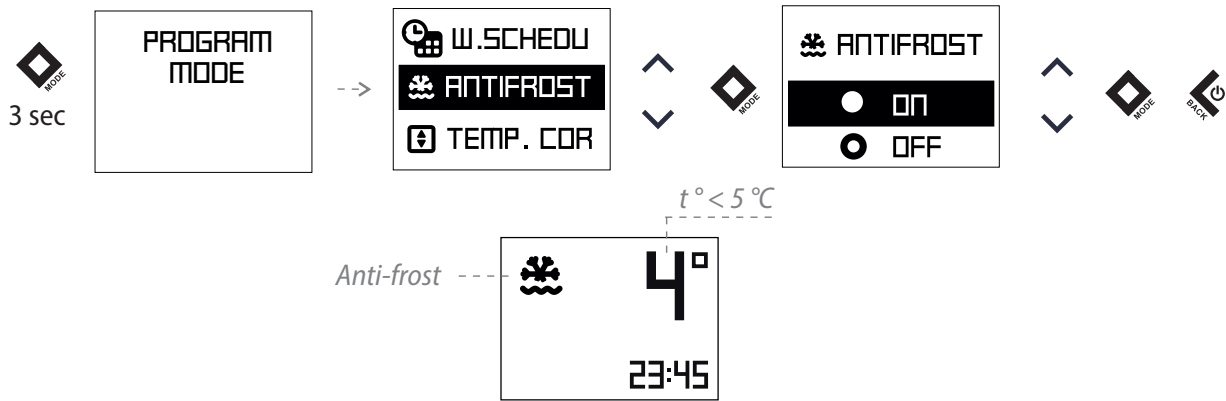 MODE
3 sec
PROGRAM
MODE
W.SCHEDU
ANTIFROST
TEMP. COR
MODE
ANTIFROST
ON
OFF
MODE
BACK
t° < 5 °C
Anti-frost
4°
23:45